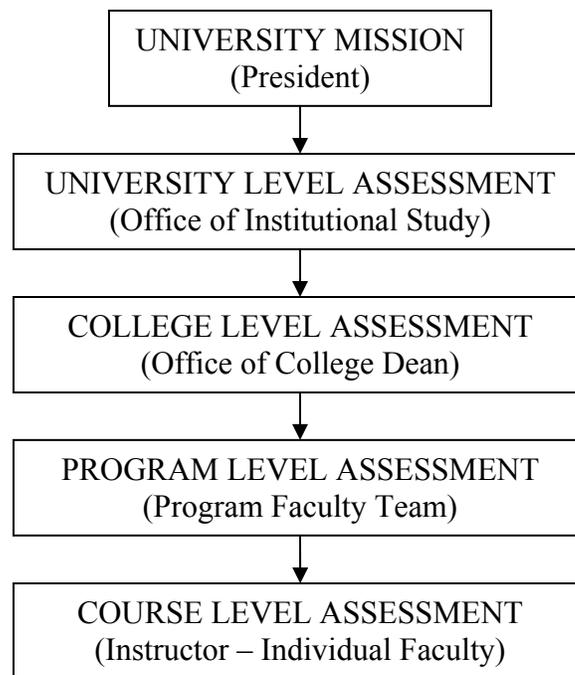 UNIVERSITY MISSION
(President)
UNIVERSITY LEVEL ASSESSMENT
(Office of Institutional Study)
COLLEGE LEVEL ASSESSMENT
(Office of College Dean)
PROGRAM LEVEL ASSESSMENT
(Program Faculty Team)
COURSE LEVEL ASSESSMENT
(Instructor – Individual Faculty)